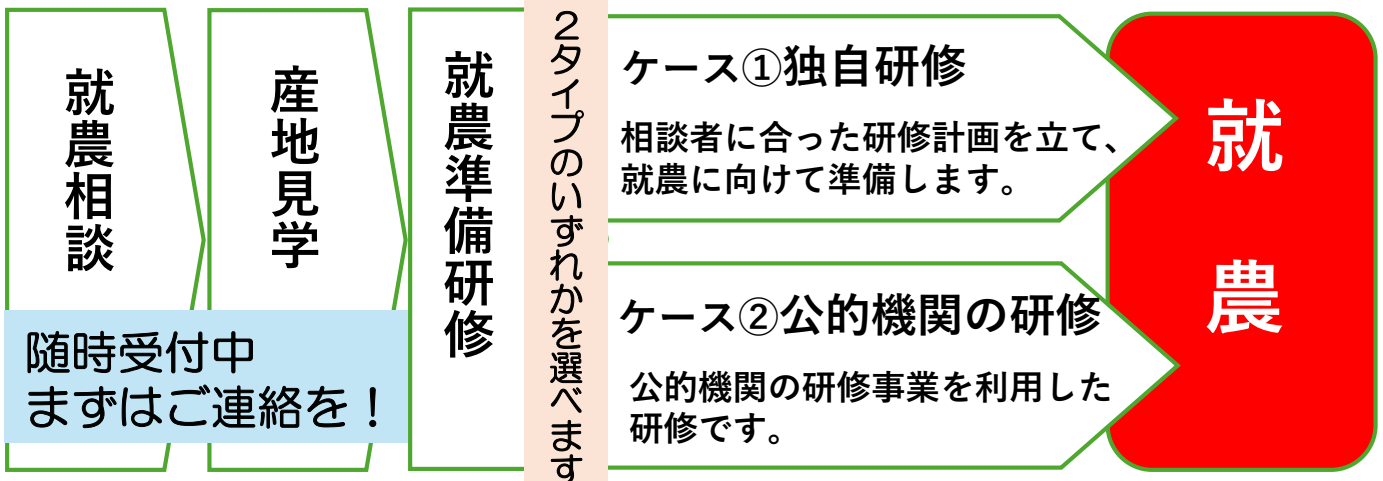 就農相談
産地見学
就農準備研修
２タイプのいずれかを選べます
ケース①独自研修
相談者に合った研修計画を立て、
就農に向けて準備します。
ケース②公的機関の研修
公的機関の研修事業を利用した
研修です。
就農
随時受付中
まずはご連絡を！